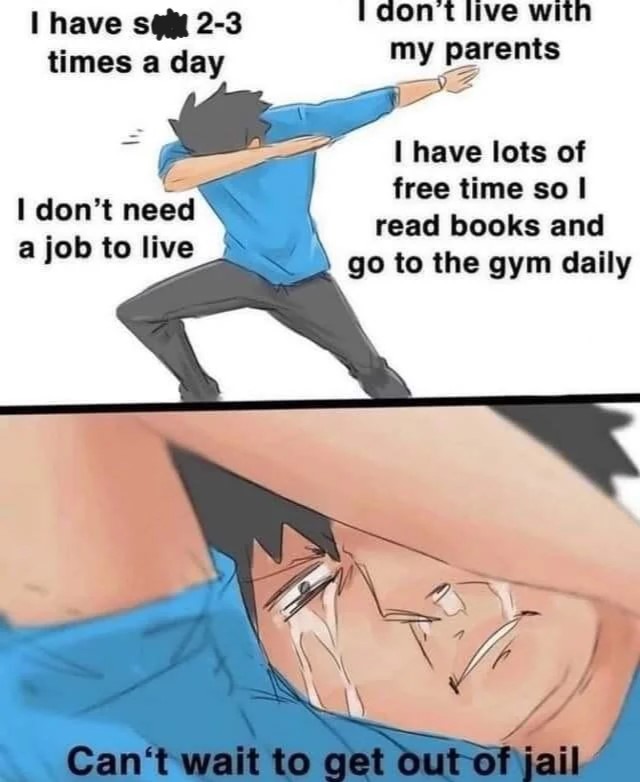 I have s 2-3
times a day
I don't live with
my parents
I have lots of
free time so I
read books and
go to the gym daily
I don't need
a job to live
Can't wait to get out of jail